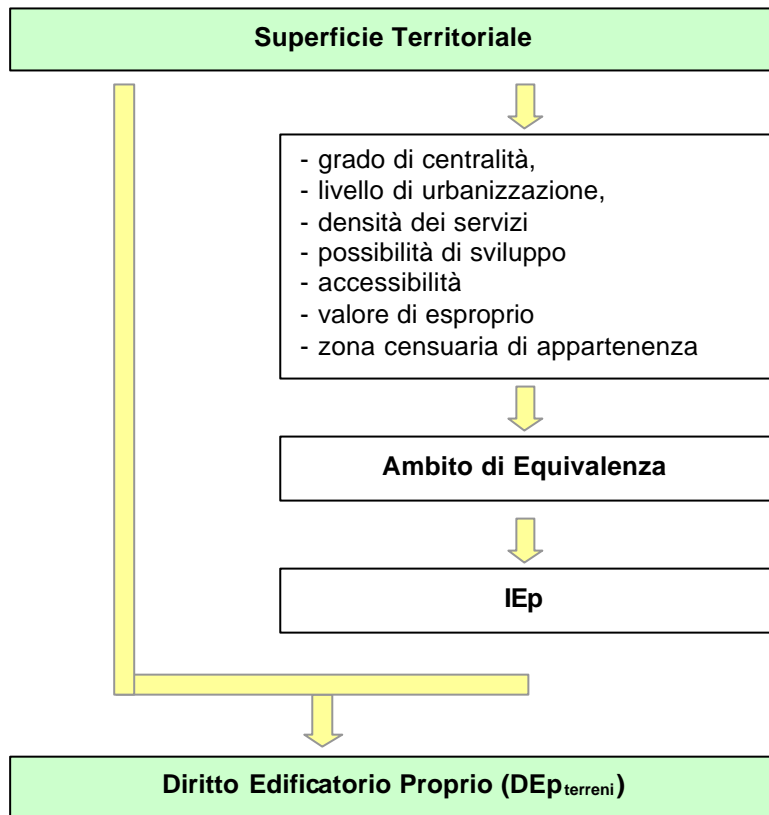 Superficie Territoriale
- grado di centralità,
- livello di urbanizzazione,
- densità dei servizi
- possibilità di sviluppo
- accessibilità
- valore di esproprio
- zona censuaria di appartenenza
Ambito di Equivalenza
IEp
Diritto Edificatorio Proprio (DEpterreni)